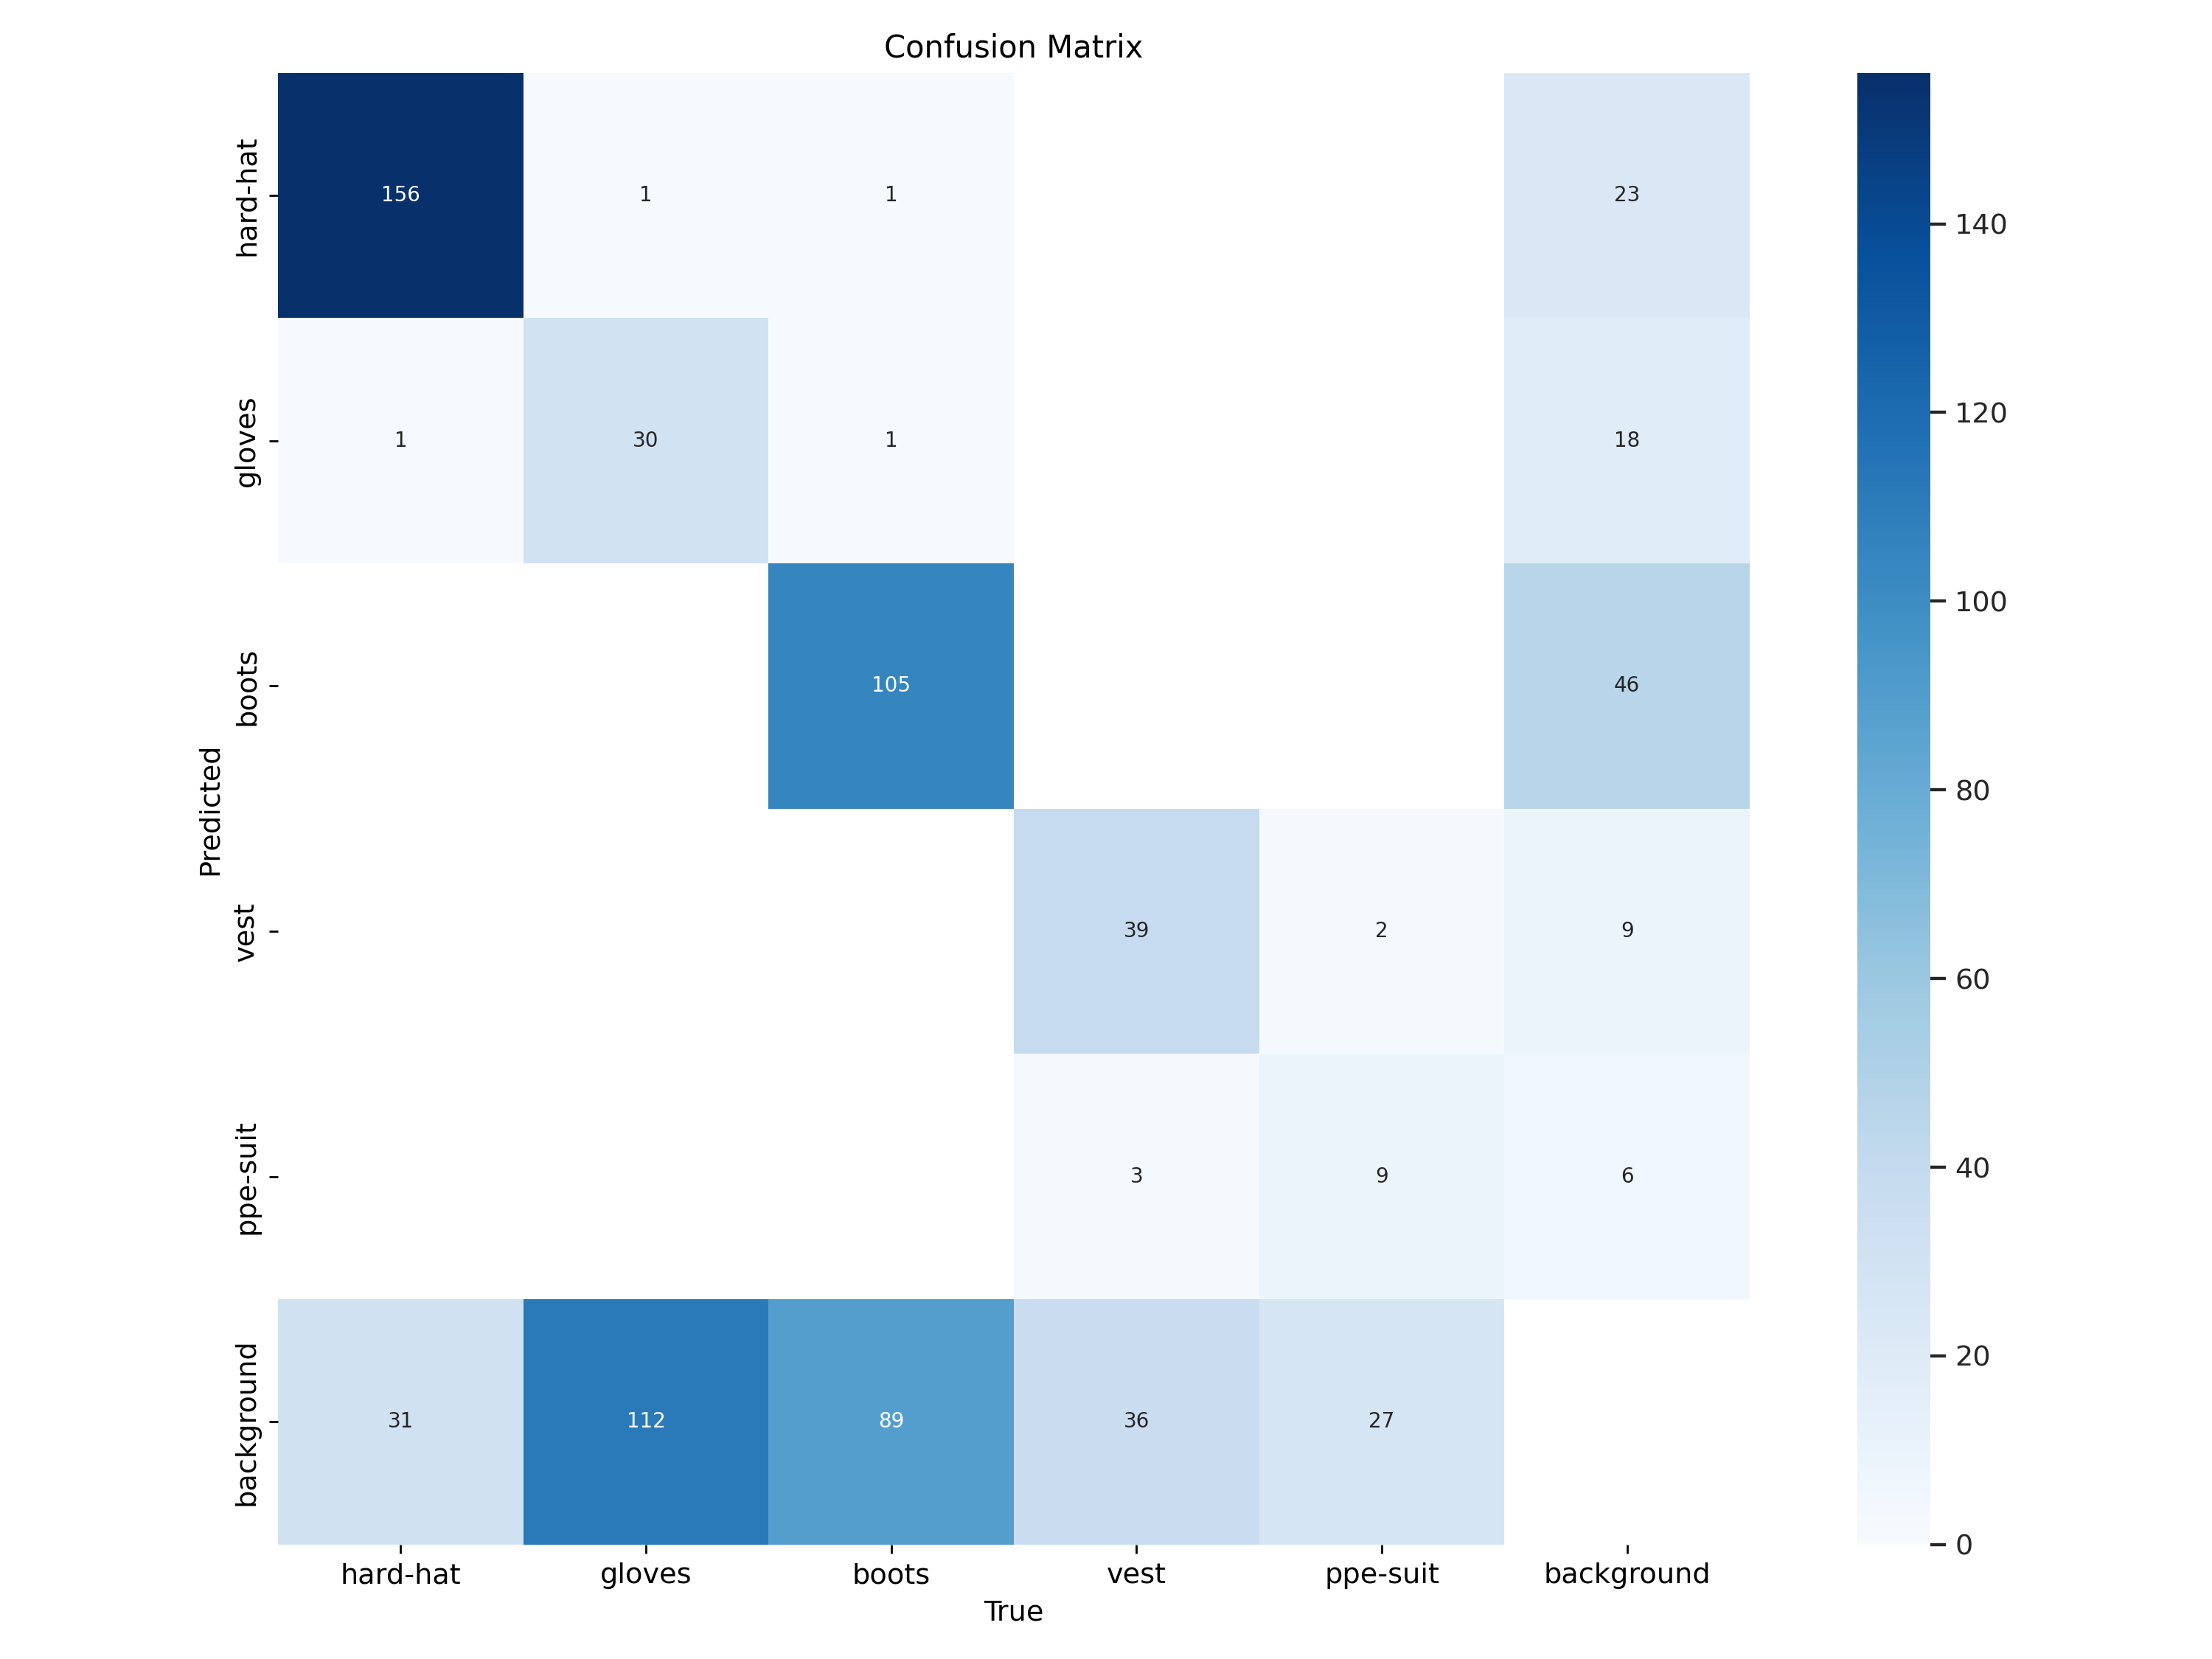 Confusion Matrix
hard-hat
156 1 1 23
gloves
1 30 1 18
boots
105 46
vest
39 2 9
ppe-suit
3 9 6
background
31 112 89 36 27
Predicted
hard-hat gloves boots vest ppe-suit background
True
140
120
100
80
60
40
20
0